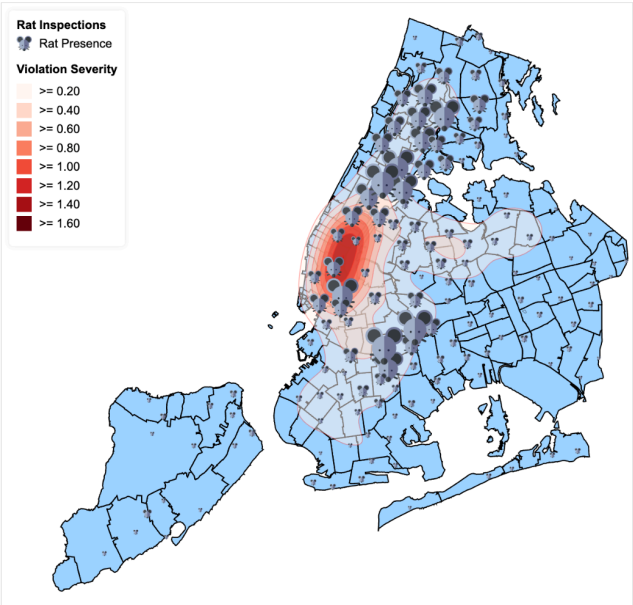 Rat Inspections
Rat Presence
Violation Severity
>= 0.20
>= 0.40
>= 0.60
>= 0.80
>= 1.00
>= 1.20
>= 1.40
>= 1.60